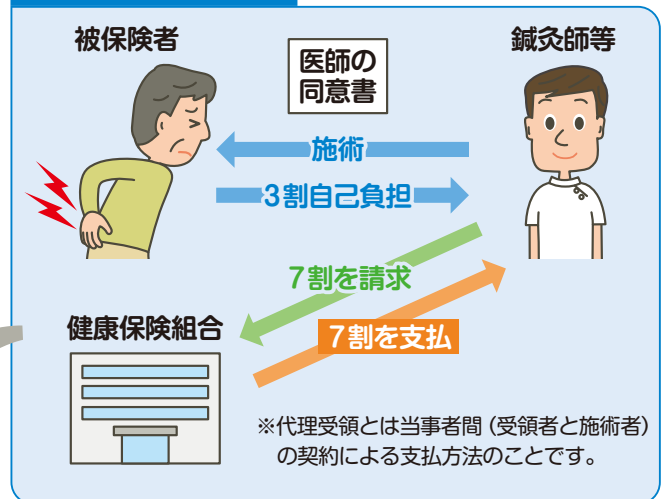 被保険者
医師の
同意書
鍼灸師等
施術
3割自己負担
7割を請求
健康保険組合
7割を支払
※代理受領とは当事者間（受領者と施術者）
の契約による支払方法のことです。